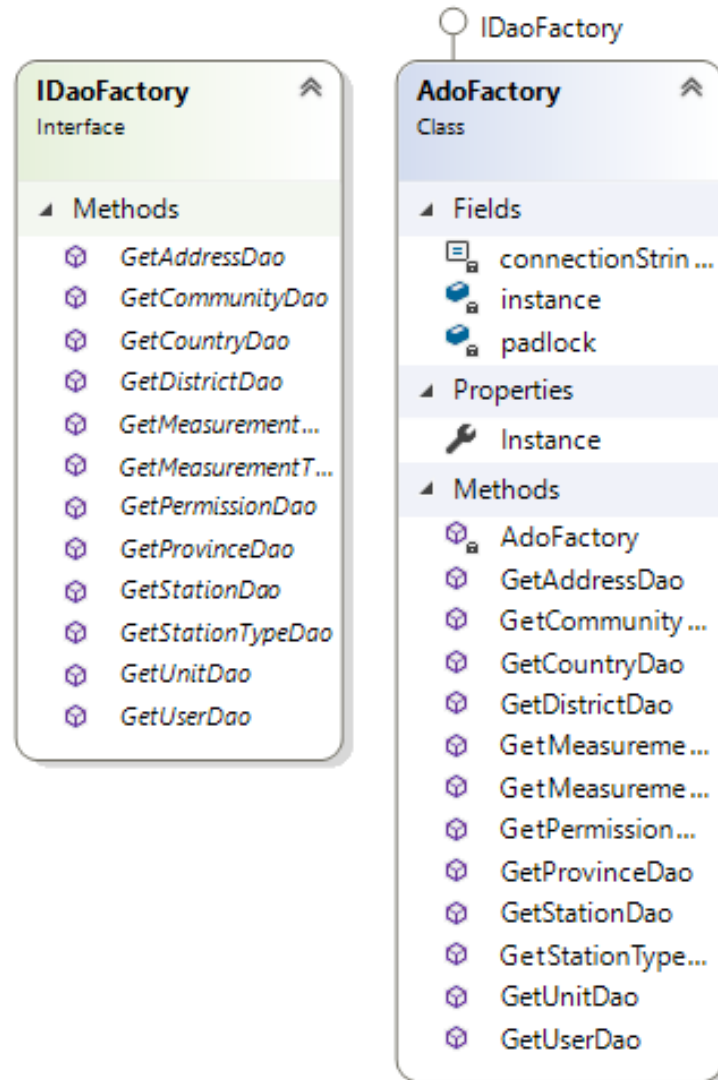 IDaoFactory
Interface
Methods
GetAddressDao
GetCommunityDao
GetCountryDao
GetDistrictDao
GetMeasurement...
GetMeasurementT...
GetPermissionDao
GetProvinceDao
GetStationDao
GetStationTypeDao
GetUnitDao
GetUserDao
IDaoFactory
AdoFactory
Class
Fields
connectionStrin...
instance
padlock
Properties
Instance
Methods
AdoFactory
GetAddressDao
GetCommunity...
GetCountryDao
GetDistrictDao
GetMeasureme...
GetMeasureme...
GetPermission...
GetProvinceDao
GetStationDao
GetStationType...
GetUnitDao
GetUserDao